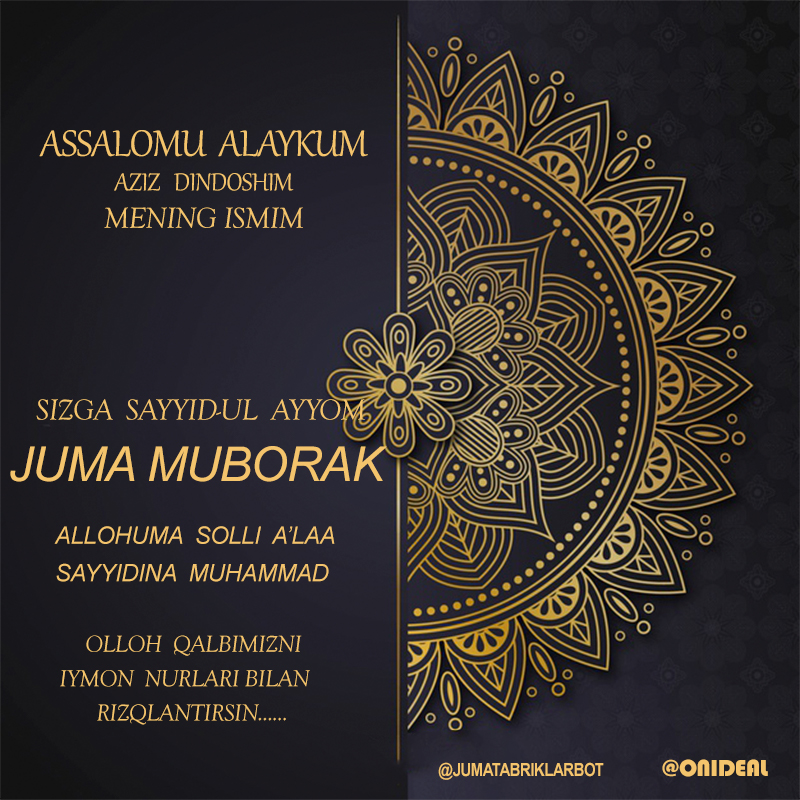 ASSALOMU ALAYKUM
AZIZ DINDOSHIM
MENING ISMIM
SIZGA SAYYID-UL AYYOM
JUMA MUBORAK
ALLOHUMA SOLLI A'LAA
SAYYIDINA MUHAMMAD
OLLOH QALBIMIZNI
IYMON NURLARI BILAN
RIZQLANTIRSIN......
@JUMATABRIKLARBOT
@ONIDEAL